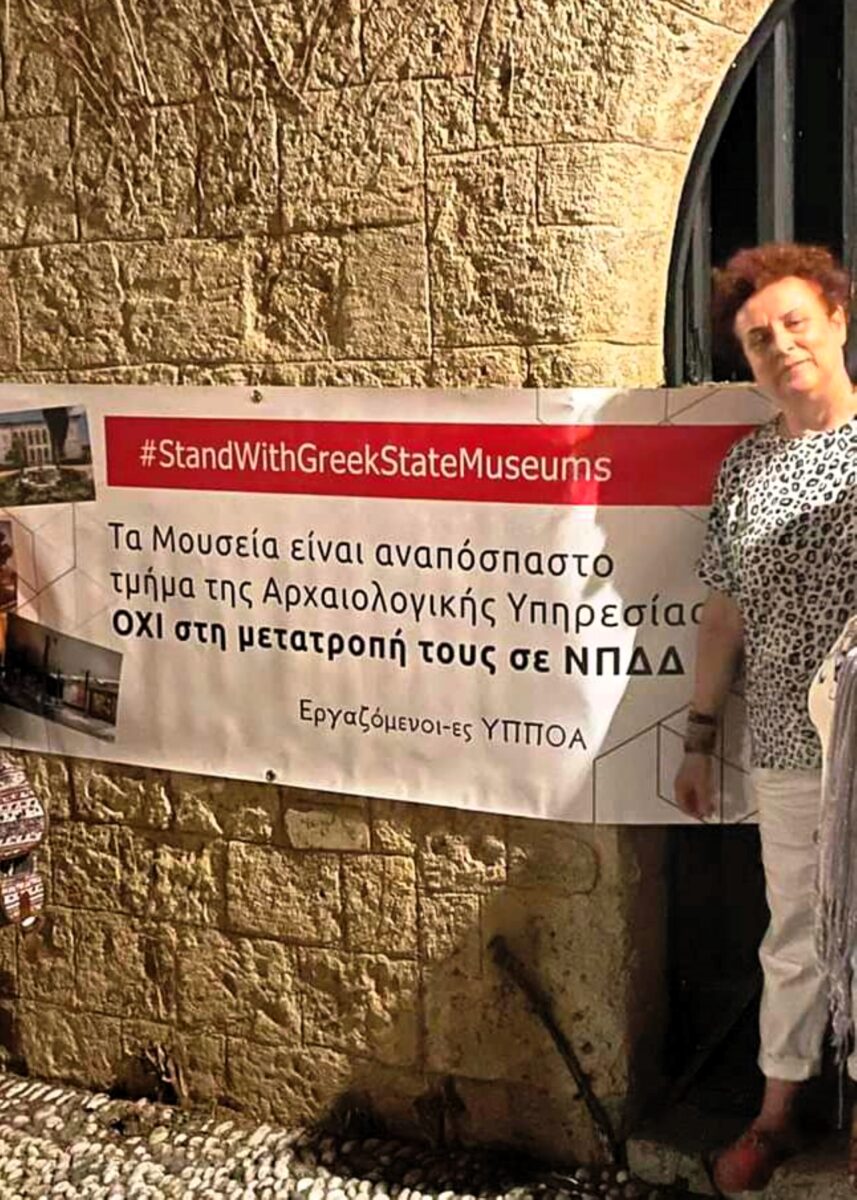 #StandWithGreekStateMuseums
Τα Μουσεία είναι αναπόσπαστο
τμήμα της Αρχαιολογικής Υπηρεσίας
ΟΧΙ στη μετατροπή τους σε ΝΠΔΔ
Εργαζόμενοι-ες ΥΠΠΟΑ